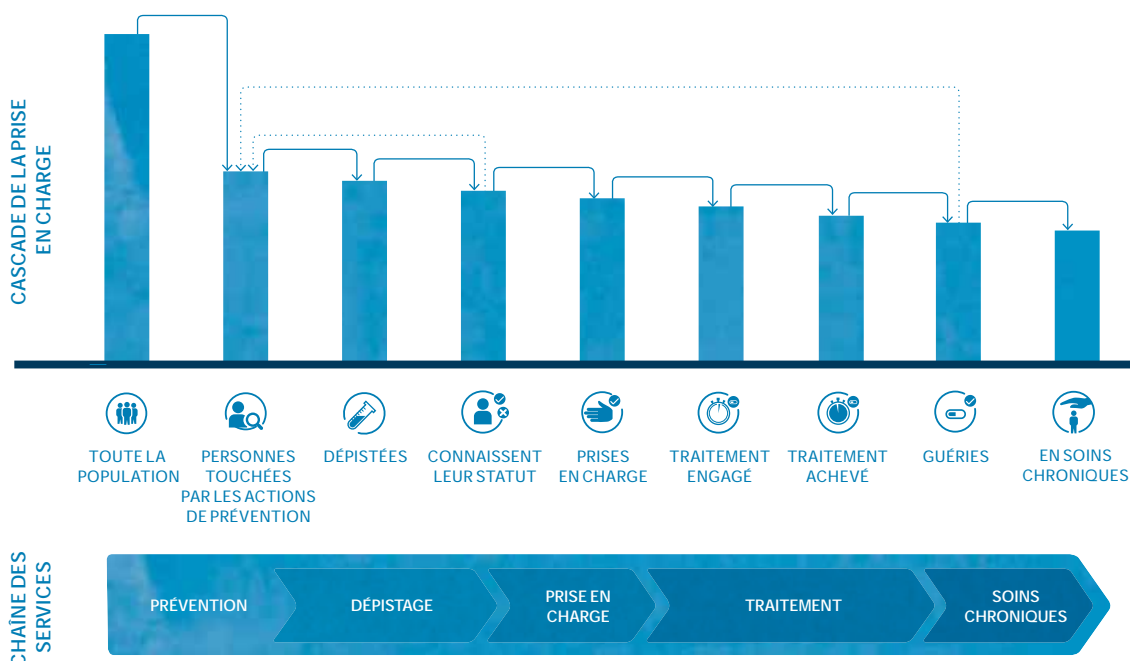 CASCADE DE LA PRISE
EN CHARGE
TOUTE LA
POPULATION
PERSONNES
TOUCHÉES
PAR LES ACTIONS
DE PRÉVENTION
DÉPISTÉES
CONNAISSENT
LEUR STATUT
PRISES
EN CHARGE
TRAITEMENT
ENGAGÉ
TRAITEMENT
ACHEVÉ
GUÉRIES
EN SOINS
CHRONIQUES
CHAÎNE DES
SERVICES
PRÉVENTION
DÉPISTAGE
PRISE EN
CHARGE
TRAITEMENT
SOINS
CHRONIQUES